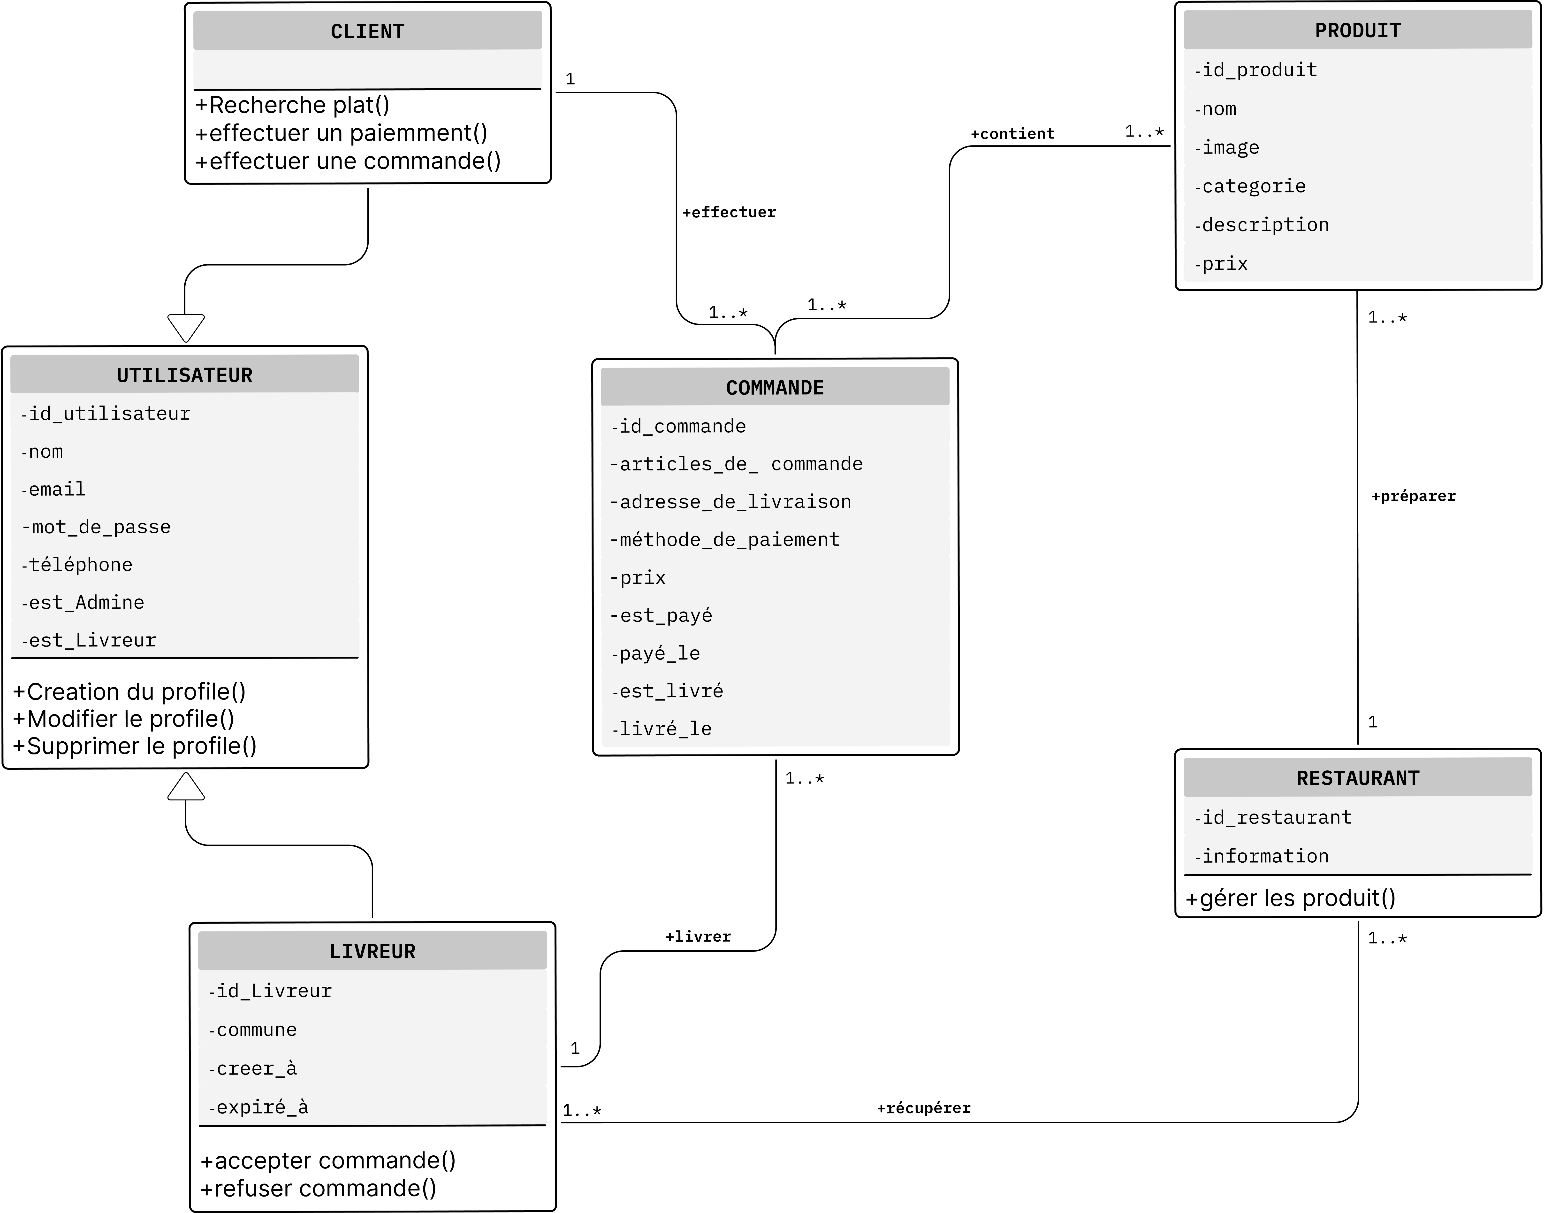 CLIENT
+Recherche plat()
+effectuer un paiemment()
+effectuer une commande()
1
+effectuer
1..*
PRODUIT
-id_produit
-nom
-image
-categorie
-description
-prix
+contient
1..*
1..*
UTILISATEUR
-id_utilisateur
-nom
-email
-mot_de_passe
-téléphone
-est_Admine
-est_Livreur
+Creation du profile()
+Modifier le profile()
+Supprimer le profile()
COMMANDE
-id_commande
-articles_de_ commande
-adresse_de_livraison
-méthode_de_paiement
-prix
-est_payé
-payé_le
-est_livré
-livré_le
1..*
+préparer
1
RESTAURANT
-id_restaurant
-information
+gérer les produit()
1..*
+livrer
1
LIVREUR
-id_Livreur
-commune
-creer_à
-expiré_à
+accepter commande()
+refuser commande()
1..*
+récupérer
1..*